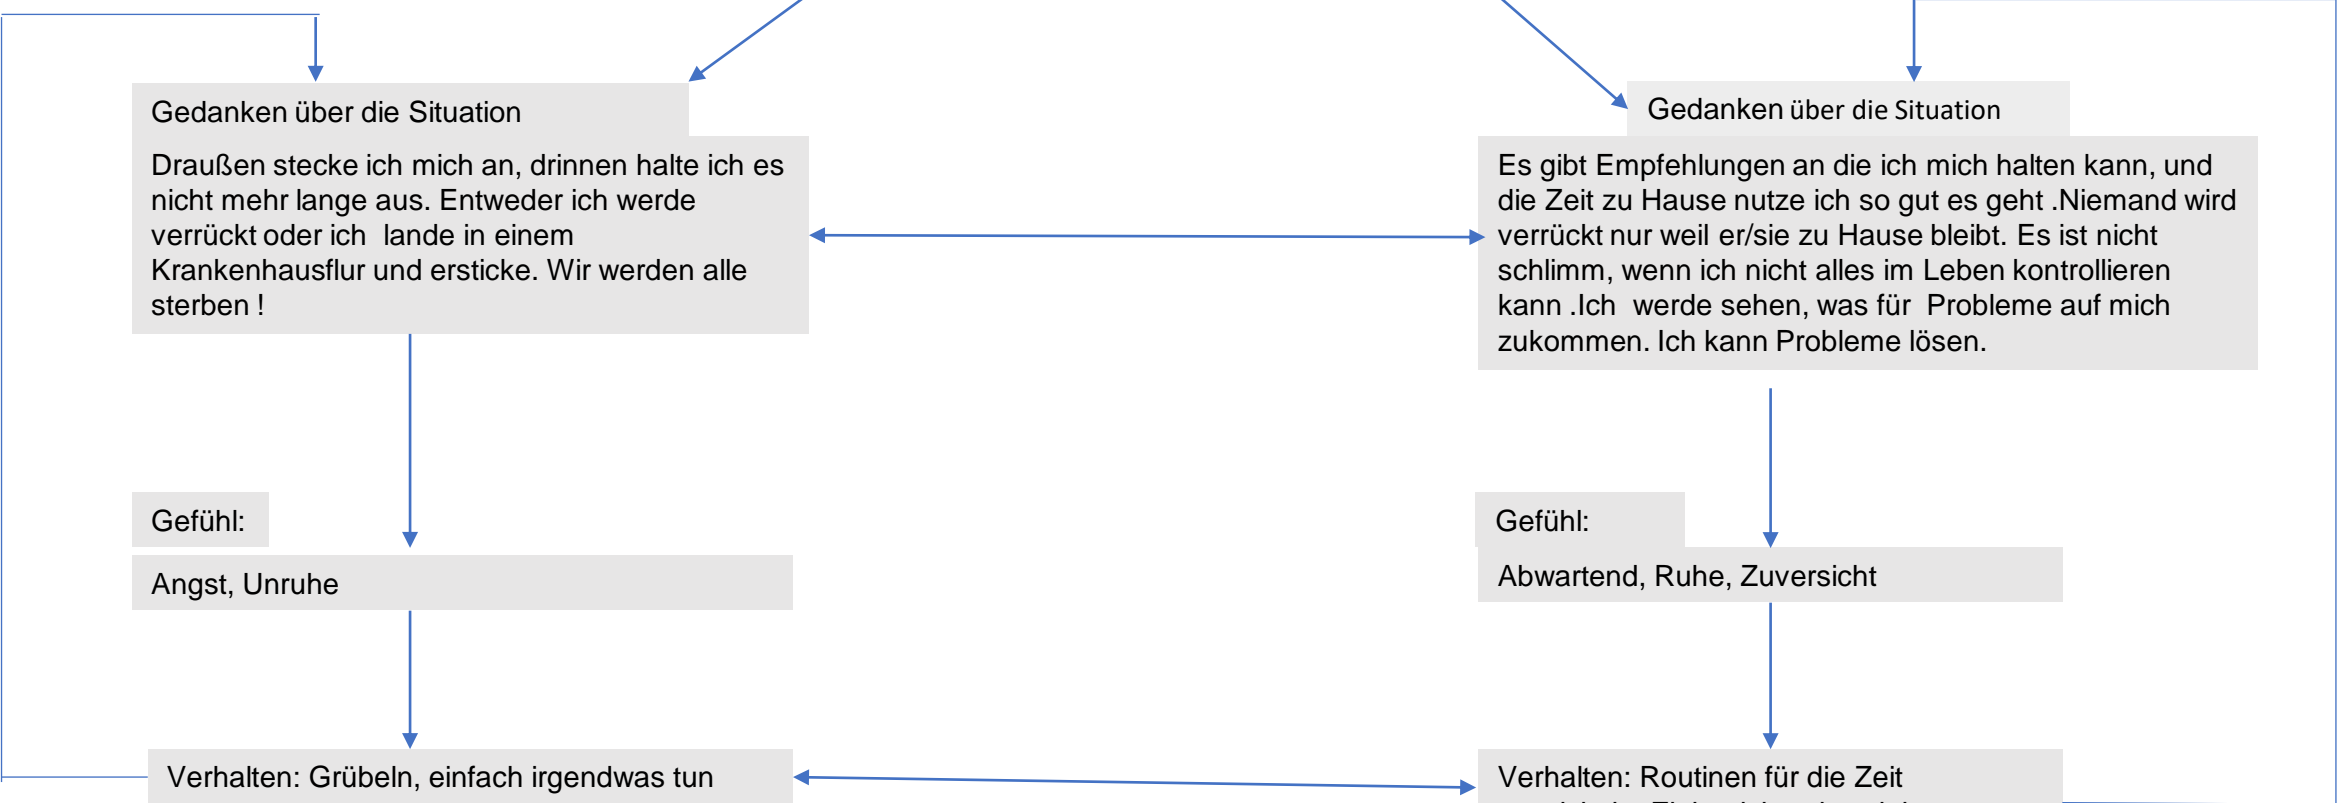 Gedanken über die Situation
Draußen stecke ich mich an, drinnen halte ich es
nicht mehr lange aus. Entweder ich werde
verrückt oder ich  lande in einem
Krankenhausflur und ersticke. Wir werden alle
sterben !
Gefühl:
Angst, Unruhe
Verhalten: Grübeln, einfach irgendwas tun
Gedanken über die Situation
Es gibt Empfehlungen an die ich mich halten kann, und
die Zeit zu Hause nutze ich so gut es geht .Niemand wird
verrückt nur weil er/sie zu Hause bleibt. Es ist nicht
schlimm, wenn ich nicht alles im Leben kontrollieren
kann .Ich  werde sehen, was für  Probleme auf mich
zukommen. Ich kann Probleme lösen.
Gefühl:
Abwartend, Ruhe, Zuversicht
Verhalten: Routinen für die Zeit